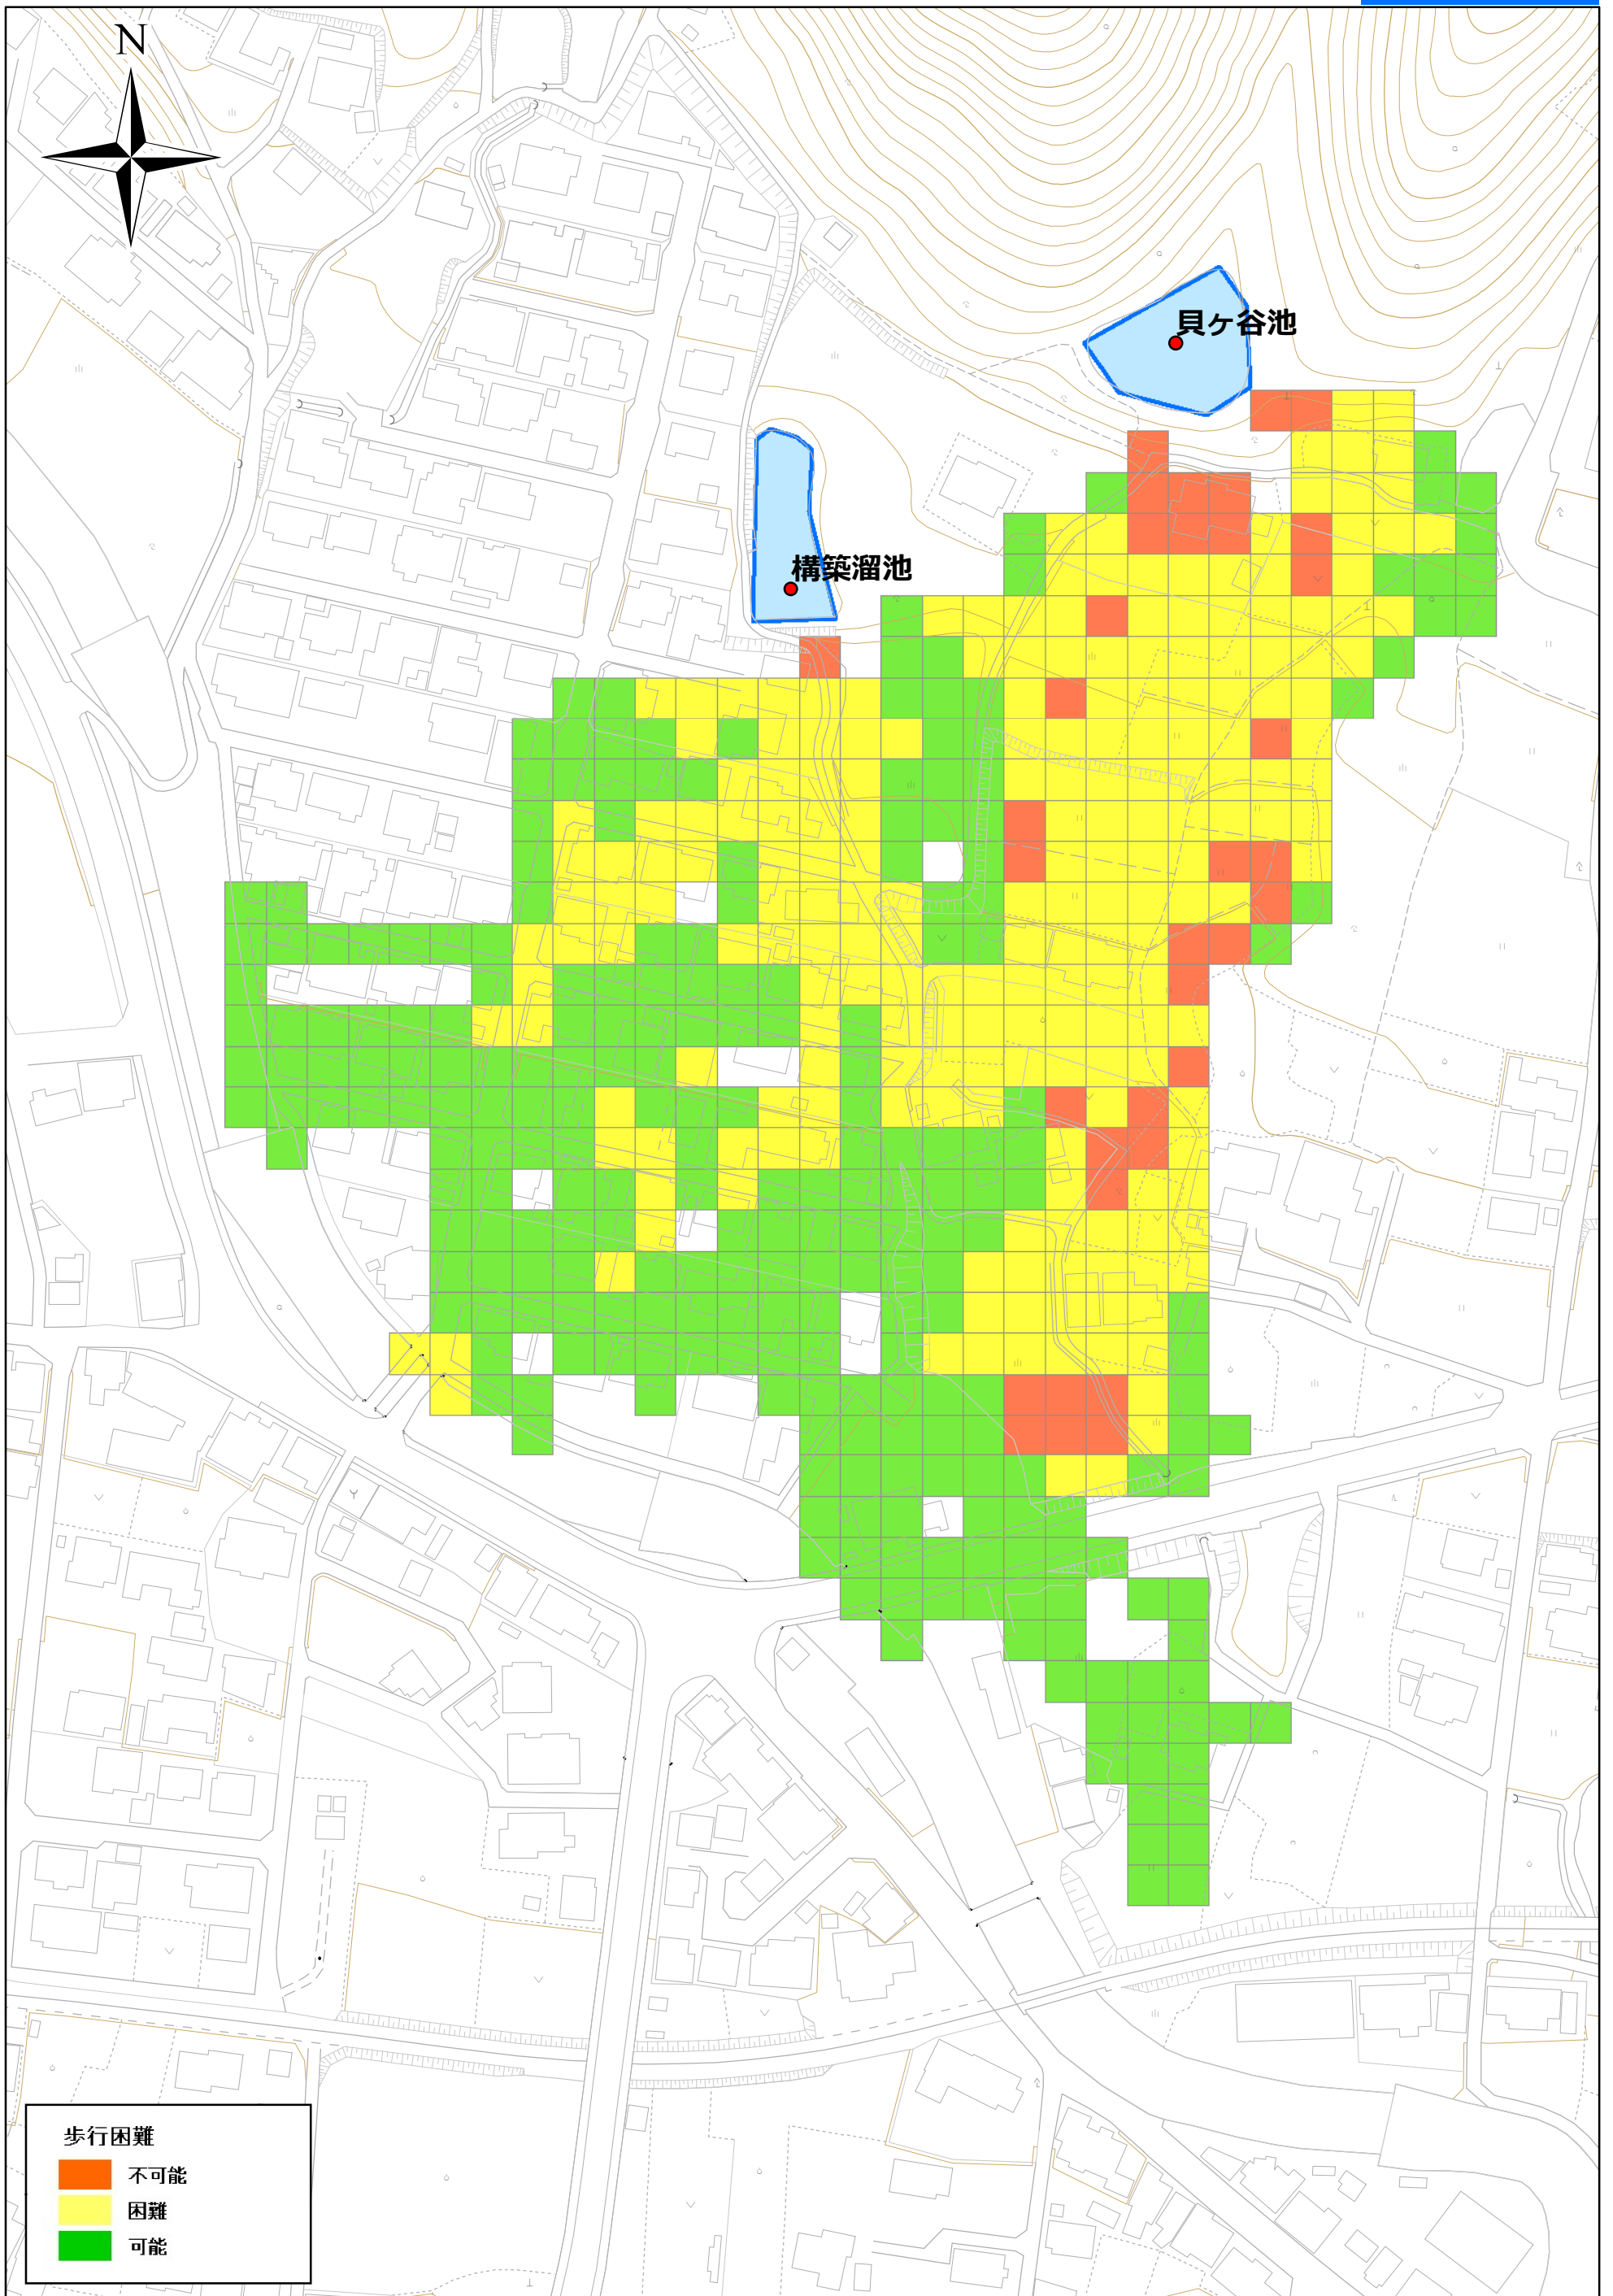 N
貝ヶ谷池
構築溜池
歩行困難
不可能
困難
可能